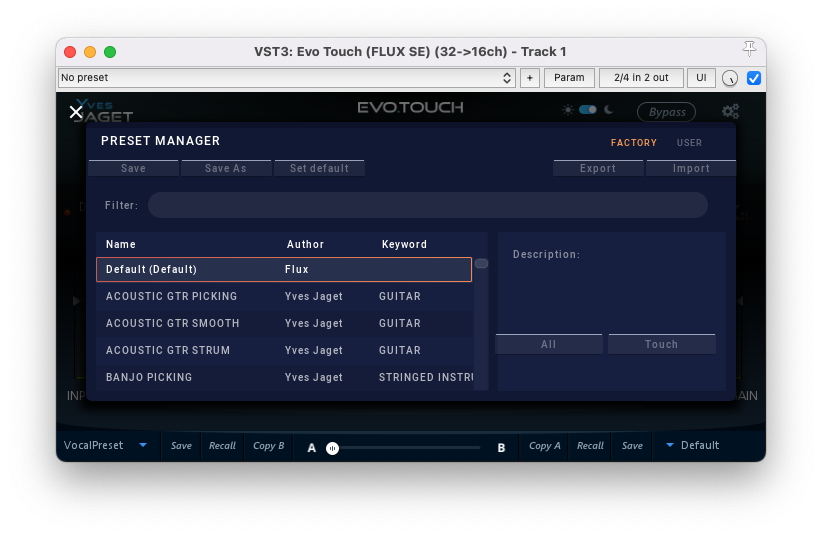 VST3: Evo Touch (FLUX SE) (32->16ch) - Track 1
No preset + Param 2/4 in 2 out UI
Yves
JAGET
EVO.TOUCH
Bypass
PRESET MANAGER
FACTORY USER
Save Save As Set default Export Import
Filter:
Name Author Keyword
Description:
Default (Default) Flux
ACOUSTIC GTR PICKING Yves Jaget GUITAR
ACOUSTIC GTR SMOOTH Yves Jaget GUITAR
All Touch
ACOUSTIC GTR STRUM Yves Jaget GUITAR
BANJO PICKING Yves Jaget STRINGED INSTRU
INP AIN
VocalPreset Save Recall Copy B A B Copy A Recall Save Default